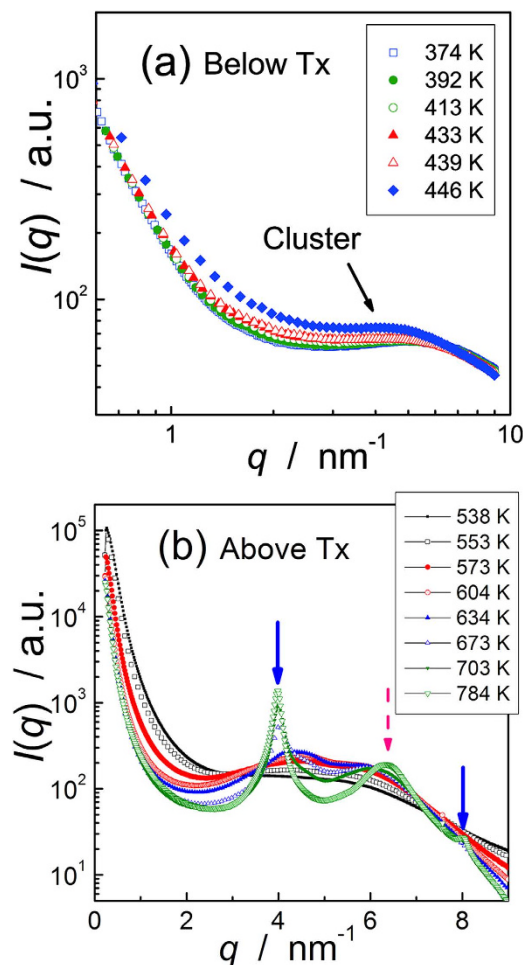 (a) Below Tx
374 K
392 K
413 K
433 K
439 K
446 K
Cluster
10³
10²
I(q) / a.u.
1
10
q / nm⁻¹
(b) Above Tx
538 K
553 K
573 K
604 K
634 K
673 K
703 K
784 K
10⁵
10⁴
10³
10²
10¹
I(q) / a.u.
0
2
4
6
8
q / nm⁻¹